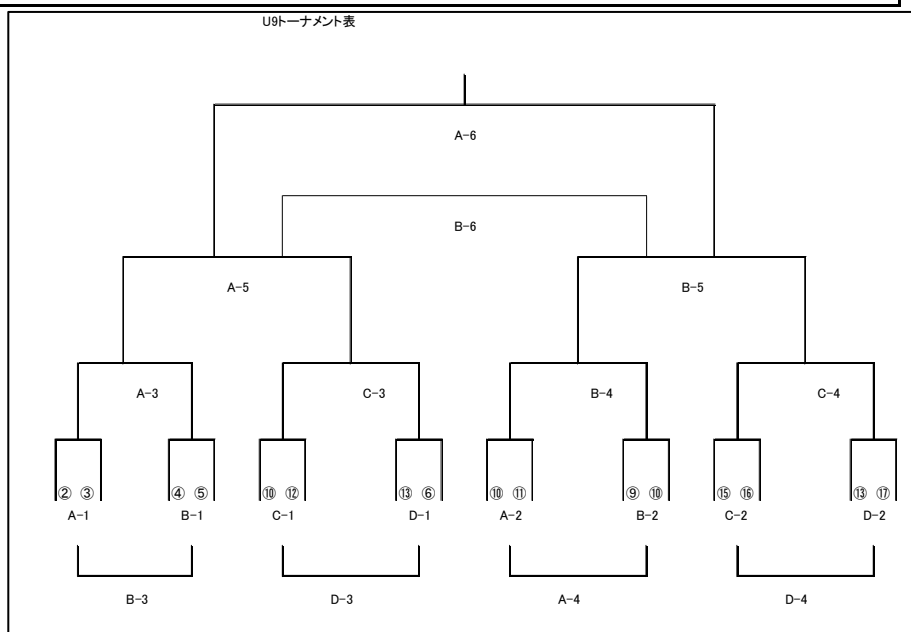 U9トーナメント表
A-6
B-6
A-5 B-5
A-3 C-3 B-4 C-4
② ③ ④ ⑤ ⑩ ⑫ ⑬ ⑥ ⑩ ⑪ ⑨ ⑩ ⑮ ⑯ ⑬ ⑰
A-1 B-1 C-1 D-1 A-2 B-2 C-2 D-2
B-3 D-3 A-4 D-4